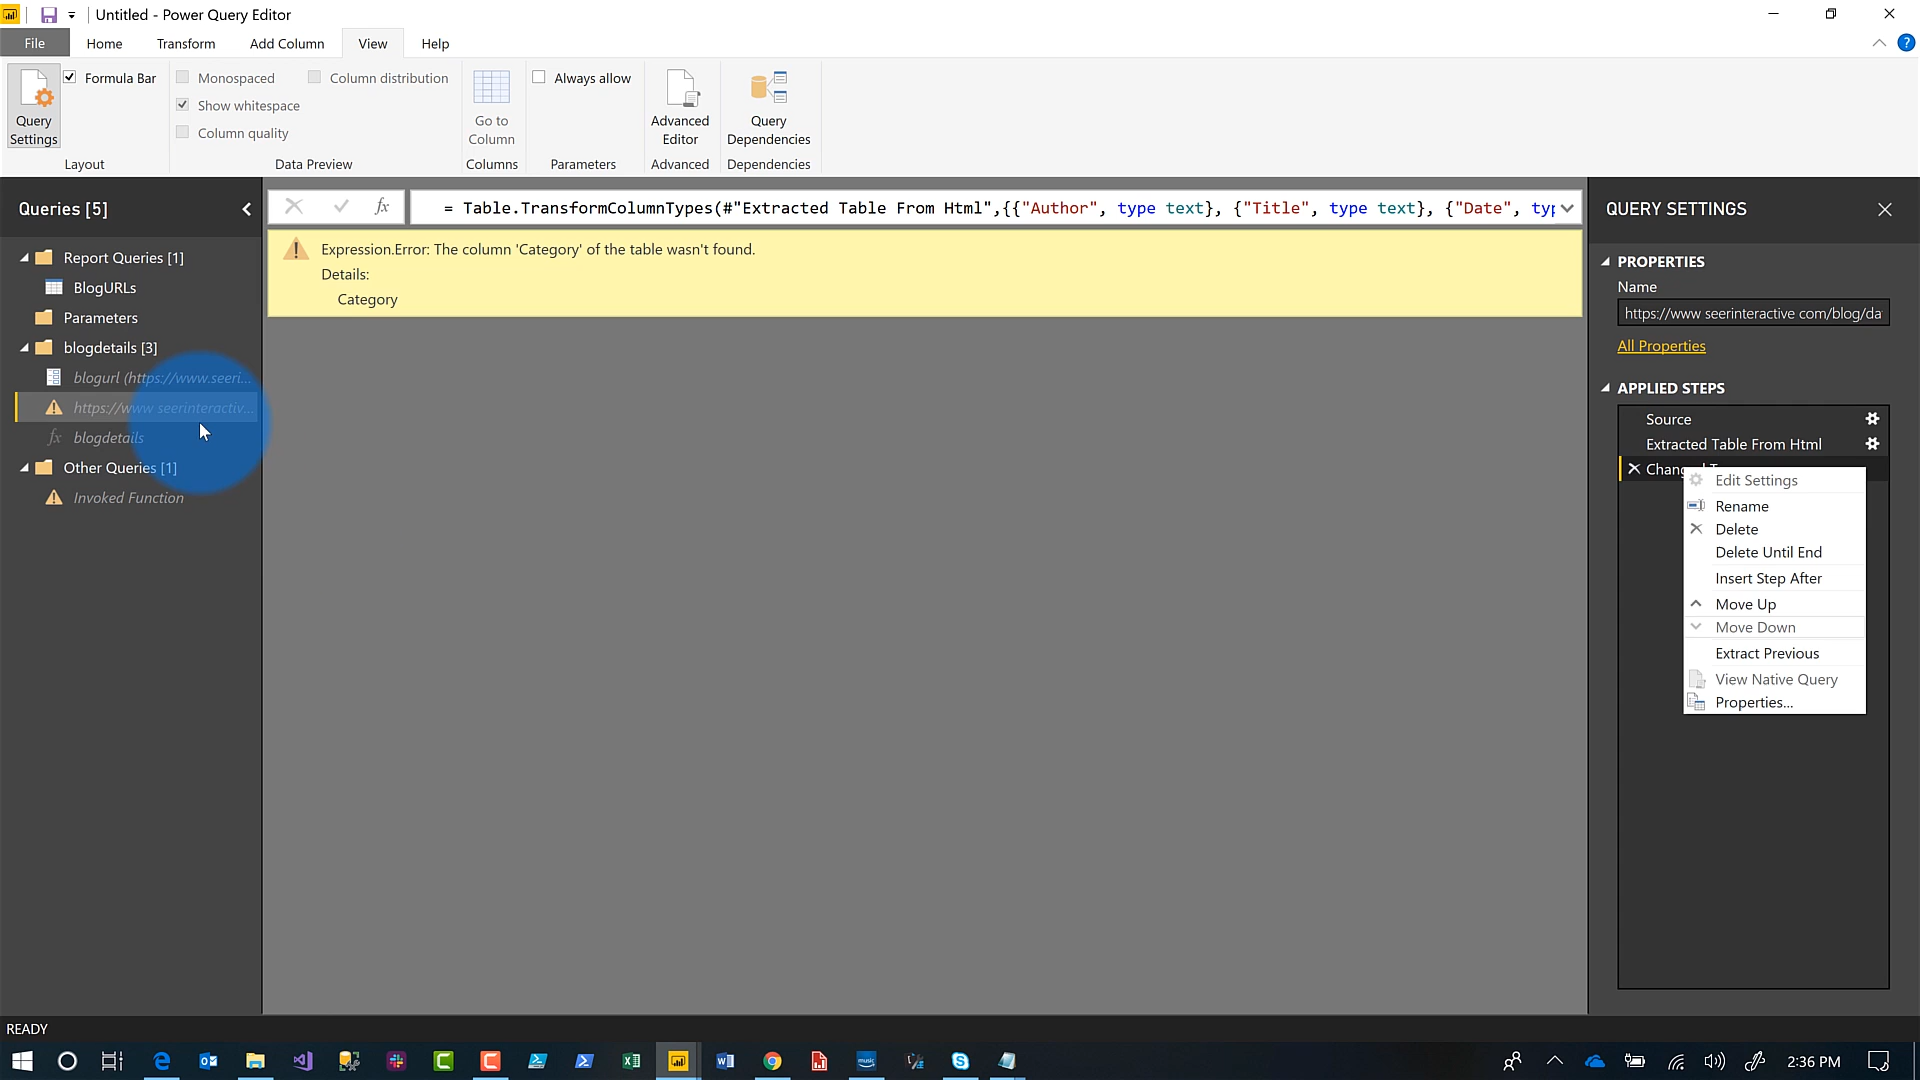 Untitled - Power Query Editor
File Home Transform Add Column View Help
?
Query Settings
Formula Bar
Monospaced
Column distribution
Show whitespace
Column quality
Go to Column
Always allow
Advanced Editor
Query Dependencies
Layout Data Preview Columns Parameters Advanced Dependencies
Queries [5]
fx = Table.TransformColumnTypes(#"Extracted Table From Html",{{"Author", type text}, {"Title", type text}, {"Date", typ
Expression.Error: The column 'Category' of the table wasn't found.
Details:
Category
Report Queries [1]
BlogURLs
Parameters
blogdetails [3]
blogurl (https://www.seeri...
https://www seerinteractiv...
fx blogdetails
Other Queries [1]
Invoked Function
QUERY SETTINGS
PROPERTIES
Name
https://www seerinteractive com/blog/da
All Properties
APPLIED STEPS
Source
Extracted Table From Html
Edit Settings
Rename
Delete
Delete Until End
Insert Step After
Move Up
Move Down
Extract Previous
View Native Query
Properties...
READY
2:36 PM